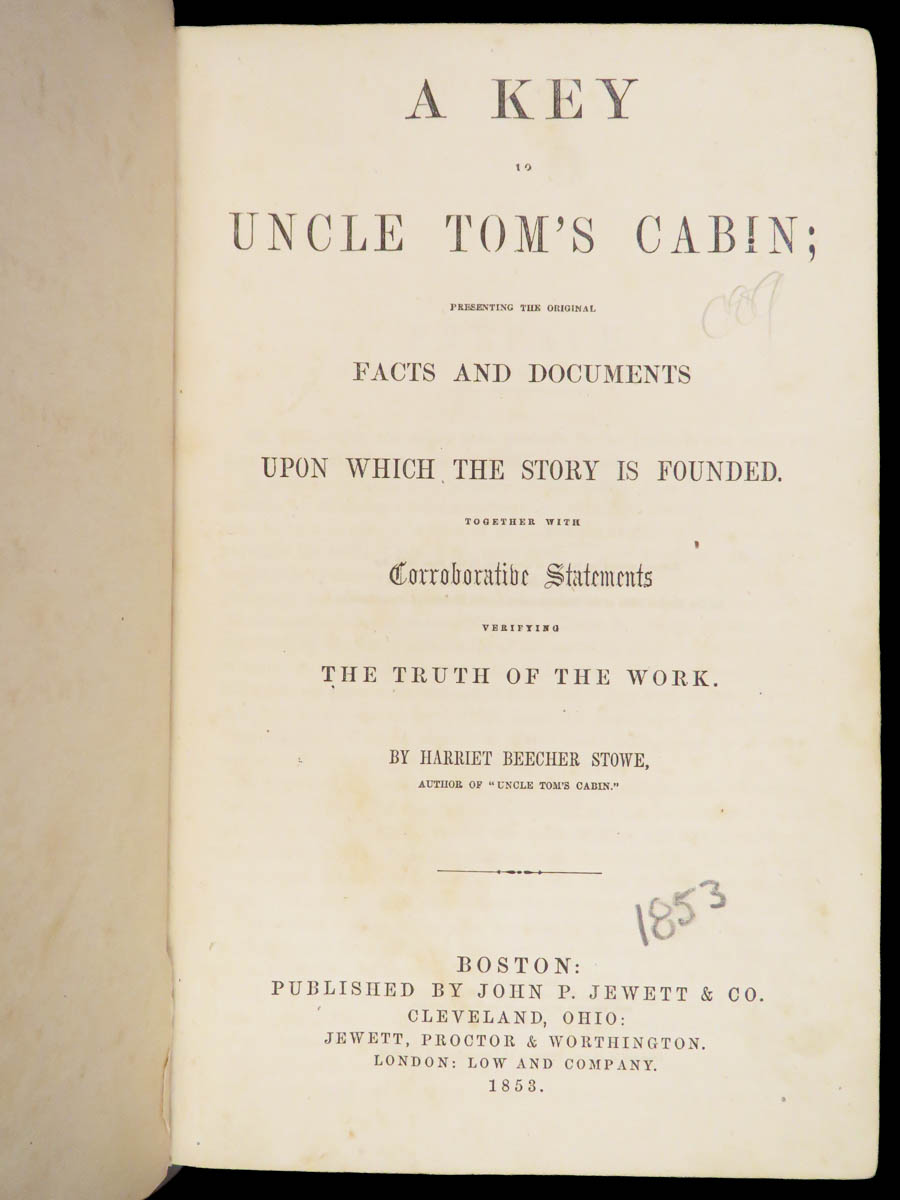 A KEY
TO
UNCLE TOM'S CABIN;
PRESENTING THE ORIGINAL
FACTS AND DOCUMENTS
UPON WHICH THE STORY IS FOUNDED.
TOGETHER WITH
Corroborative Statements
VERIFYING
THE TRUTH OF THE WORK.
BY HARRIET BEECHER STOWE,
AUTHOR OF "UNCLE TOM'S CABIN."
1853
BOSTON:
PUBLISHED BY JOHN P. JEWETT & CO.
CLEVELAND, OHIO:
JEWETT, PROCTOR & WORTHINGTON.
LONDON: LOW AND COMPANY.
1853.